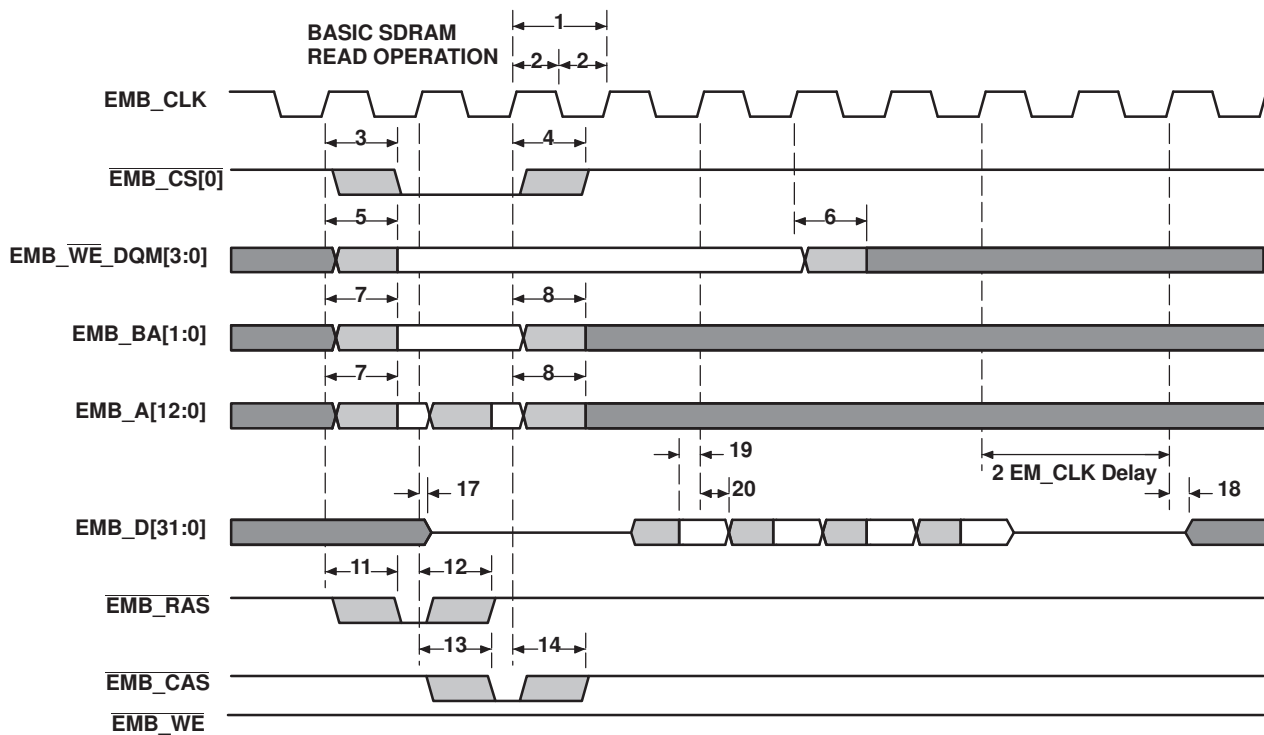 BASIC SDRAM
READ OPERATION
1
2 2
EMB_CLK
3 4
EMB_CS[0]
5 6
EMB_WE_DQM[3:0]
7 8
EMB_BA[1:0]
7 8
EMB_A[12:0]
19
2 EM_CLK Delay
17 20 18
EMB_D[31:0]
11 12
EMB_RAS
13 14
EMB_CAS
EMB_WE